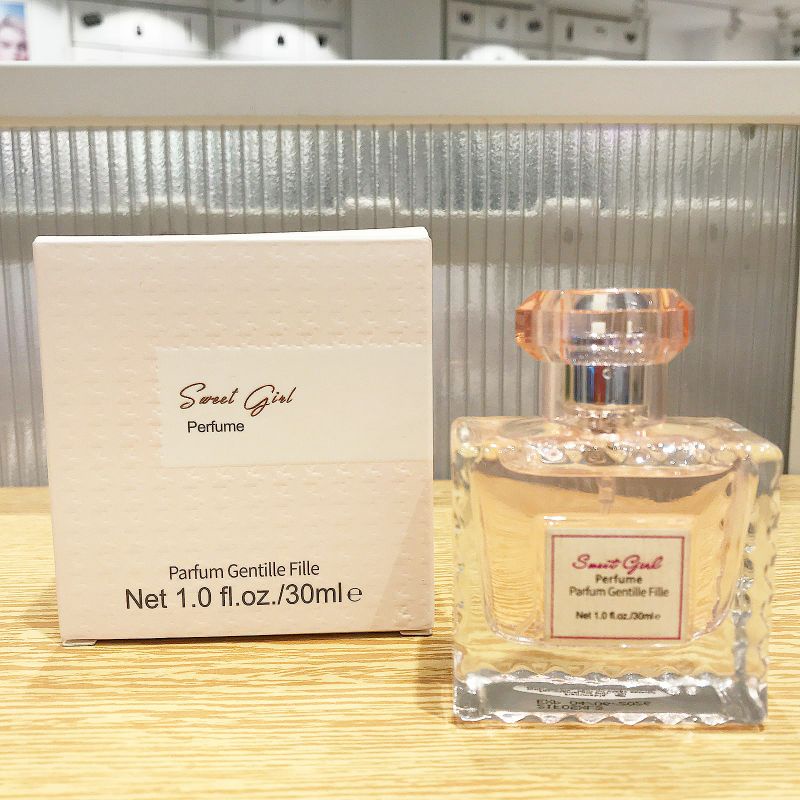 Sweet Girl
Perfume
Parfum Gentille Fille
Net 1.0 fl.oz./30ml℮
Sweet Girl
Perfume
Parfum Gentille Fille
Net 1.0 fl.oz./30ml℮